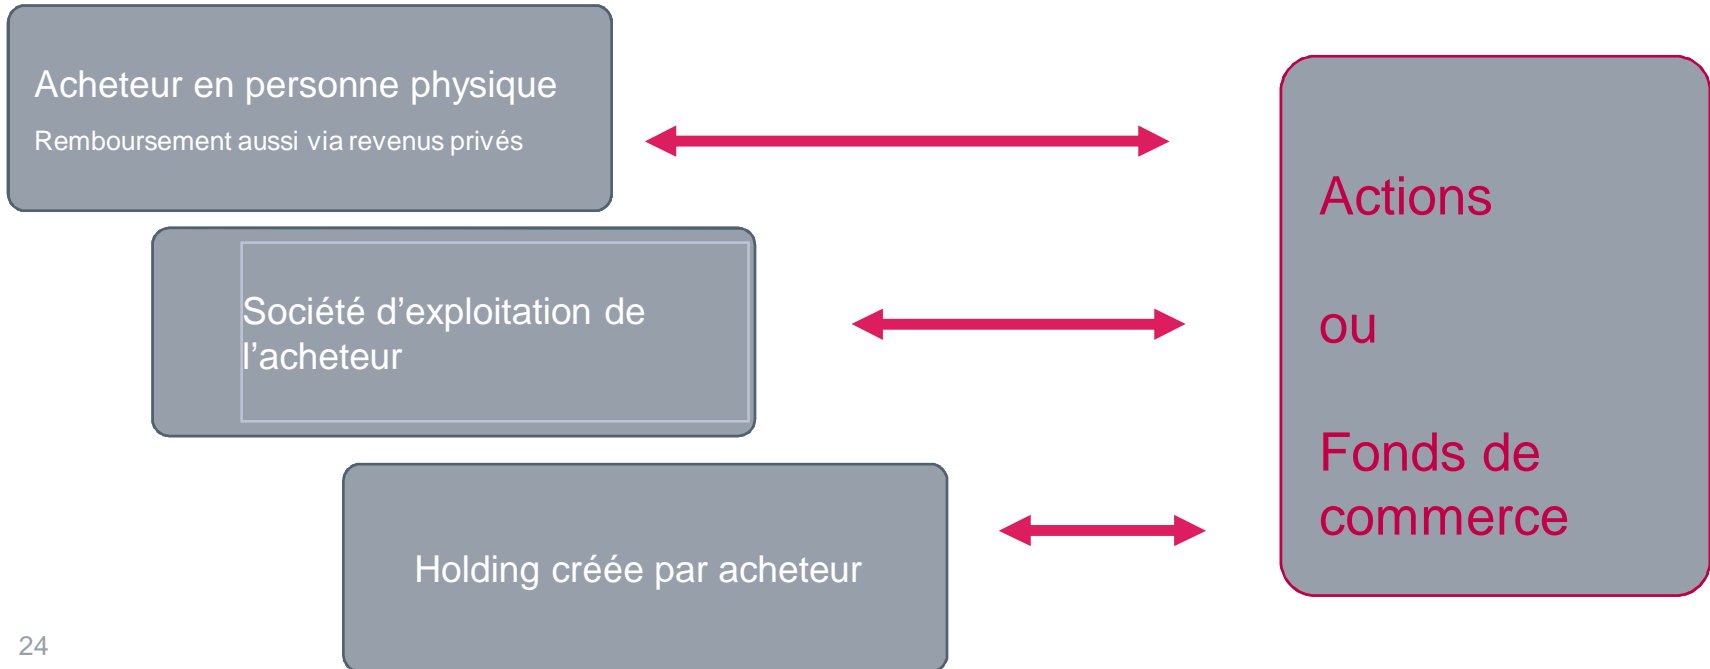 Acheteur en personne physique
Remboursement aussi via revenus privés
Société d’exploitation de
l’acheteur
Holding créée par acheteur
Actions
ou
Fonds de
commerce
24